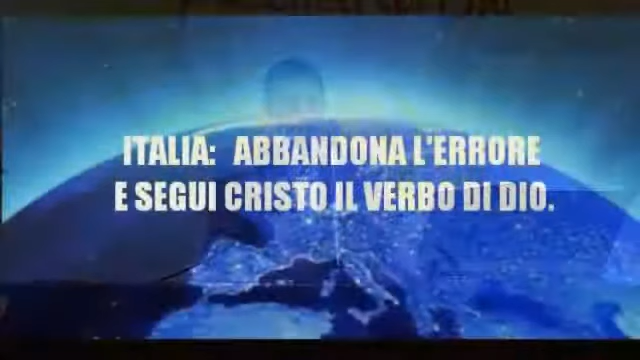 ITALIA: ABBANDONA L'ERRORE
E SEGUI CRISTO IL VERBO DI DIO.